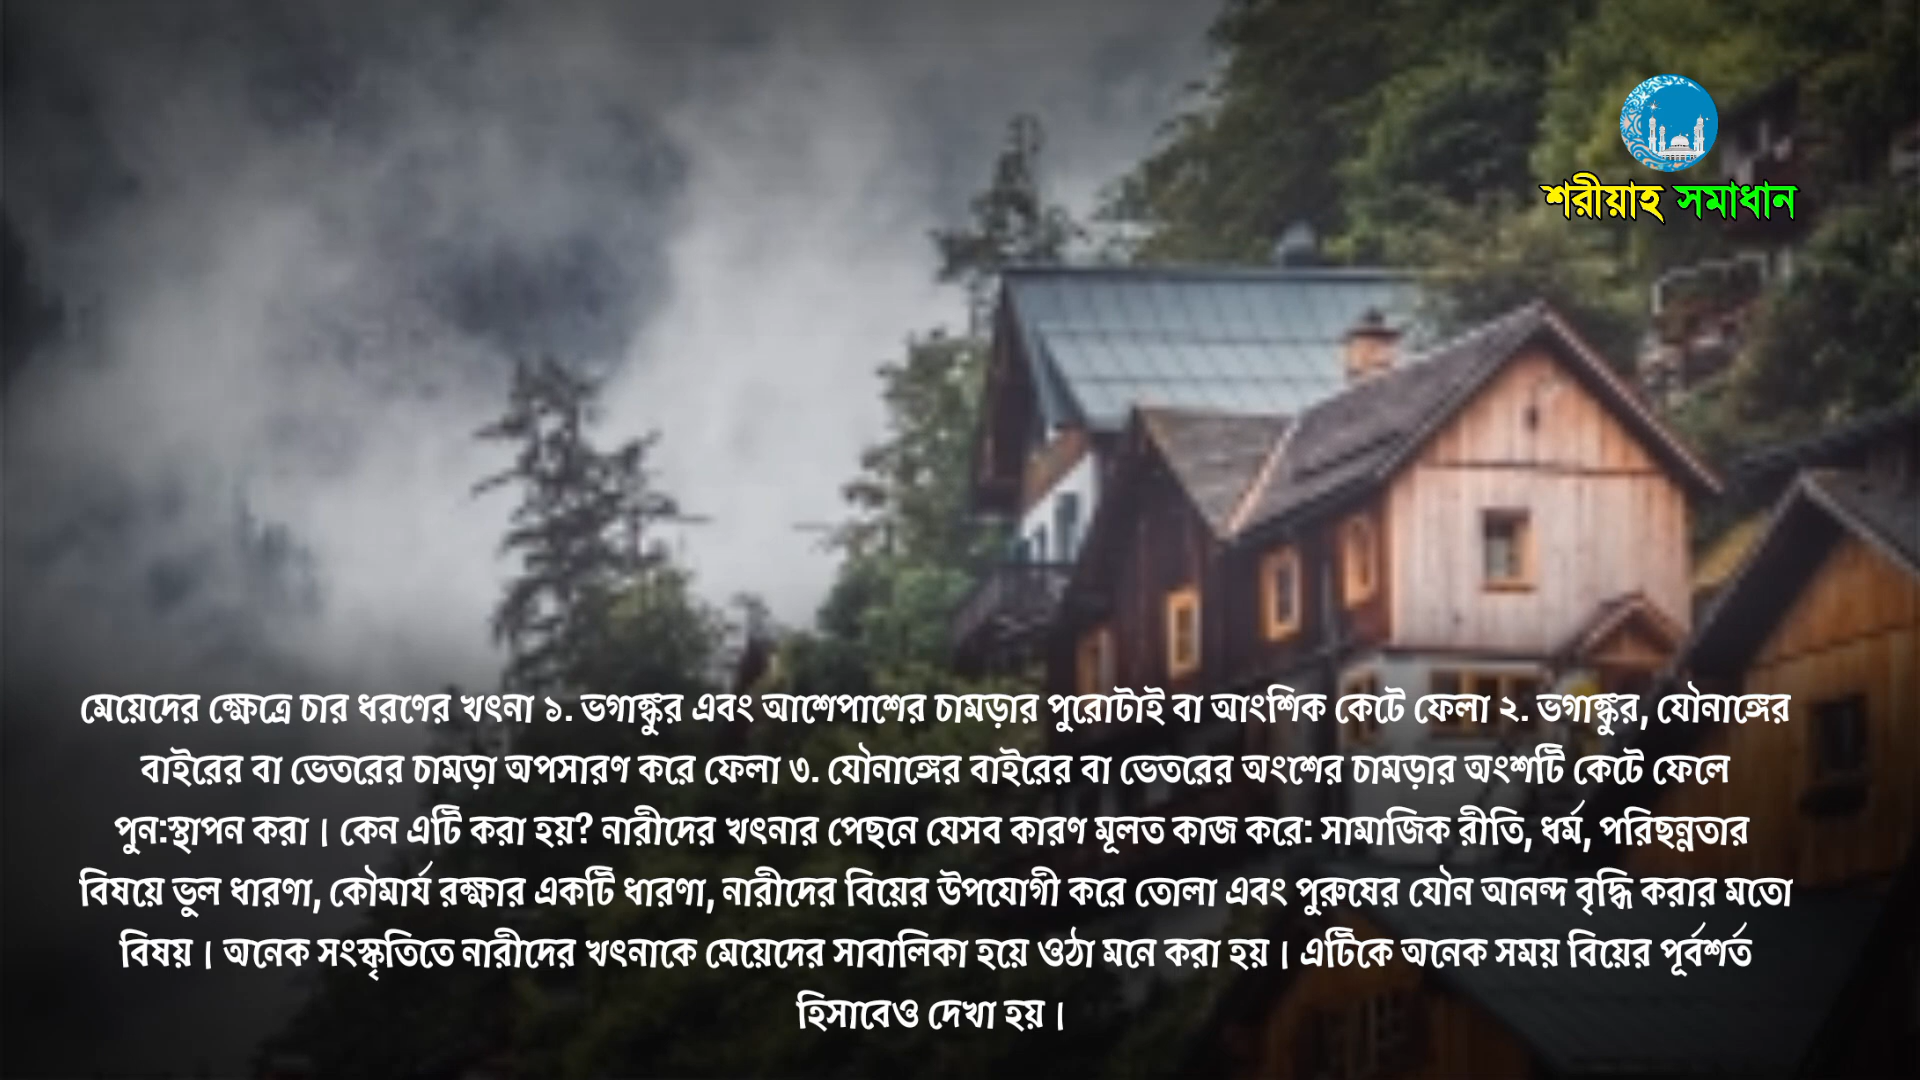 শরীয়াহ সমাধান
মেয়েদের ক্ষেত্রে চার ধরণের খৎনা ১. ভগাঙ্কুর এবং আশেপাশের চামড়ার পুরোটাই বা আংশিক কেটে ফেলা ২. ভগাঙ্কুর, যৌনাঙ্গের
বাইরের বা ভেতরের চামড়া অপসারণ করে ফেলা ৩. যৌনাঙ্গের বাইরের বা ভেতরের অংশের চামড়ার অংশটি কেটে ফেলে
পুন:স্থাপন করা। কেন এটি করা হয়? নারীদের খৎনার পেছনে যেসব কারণ মূলত কাজ করে: সামাজিক রীতি, ধর্ম, পরিছন্নতার
বিষয়ে ভুল ধারণা, কৌমার্য রক্ষার একটি ধারণা, নারীদের বিয়ের উপযোগী করে তোলা এবং পুরুষের যৌন আনন্দ বৃদ্ধি করার মতো
বিষয়। অনেক সংস্কৃতিতে নারীদের খৎনাকে মেয়েদের সাবালিকা হয়ে ওঠা মনে করা হয়। এটিকে অনেক সময় বিয়ের পূর্বশর্ত
হিসাবেও দেখা হয়।